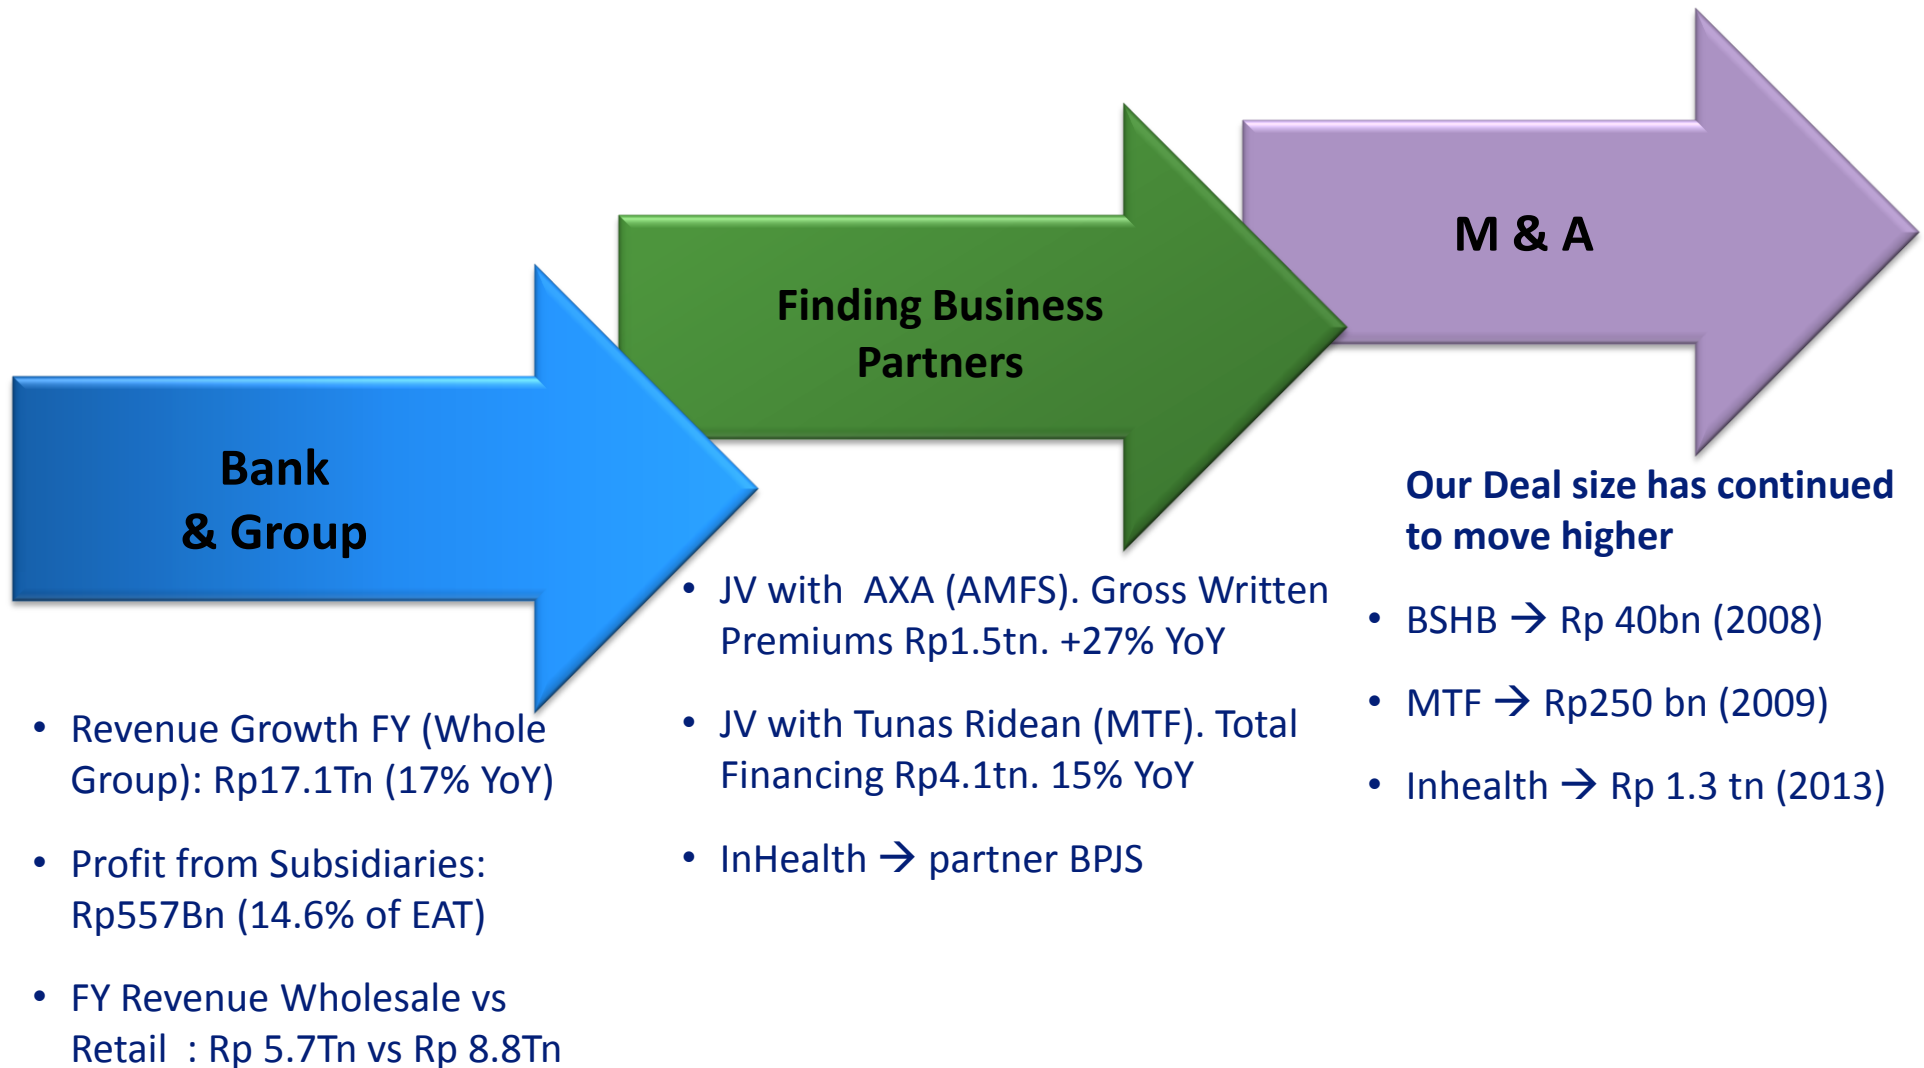 Bank
& Group
• Revenue Growth FY (Whole
Group): Rp17.1Tn (17% YoY)
• Profit from Subsidiaries:
Rp557Bn (14.6% of EAT)
• FY Revenue Wholesale vs
Retail : Rp 5.7Tn vs Rp 8.8Tn
Finding Business
Partners
• JV with AXA (AMFS). Gross Written
Premiums Rp1.5tn. +27% YoY
• JV with Tunas Ridean (MTF). Total
Financing Rp4.1tn. 15% YoY
• InHealth → partner BPJS
M & A
Our Deal size has continued
to move higher
• BSHB → Rp 40bn (2008)
• MTF → Rp250 bn (2009)
• Inhealth → Rp 1.3 tn (2013)